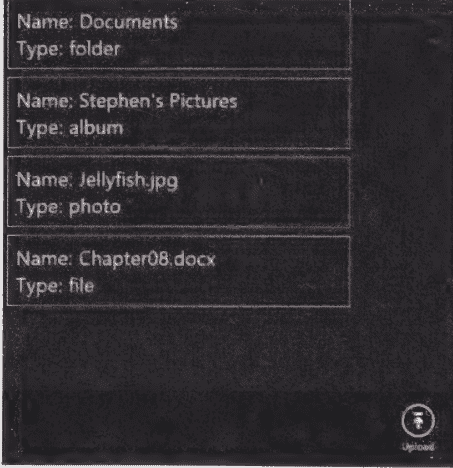 Name: Documents
Type: folder
Name: Stephen's Pictures
Type: album
Name: Jellyfish.jpg
Type: photo
Name: Chapter08.docx
Type: file
Upload